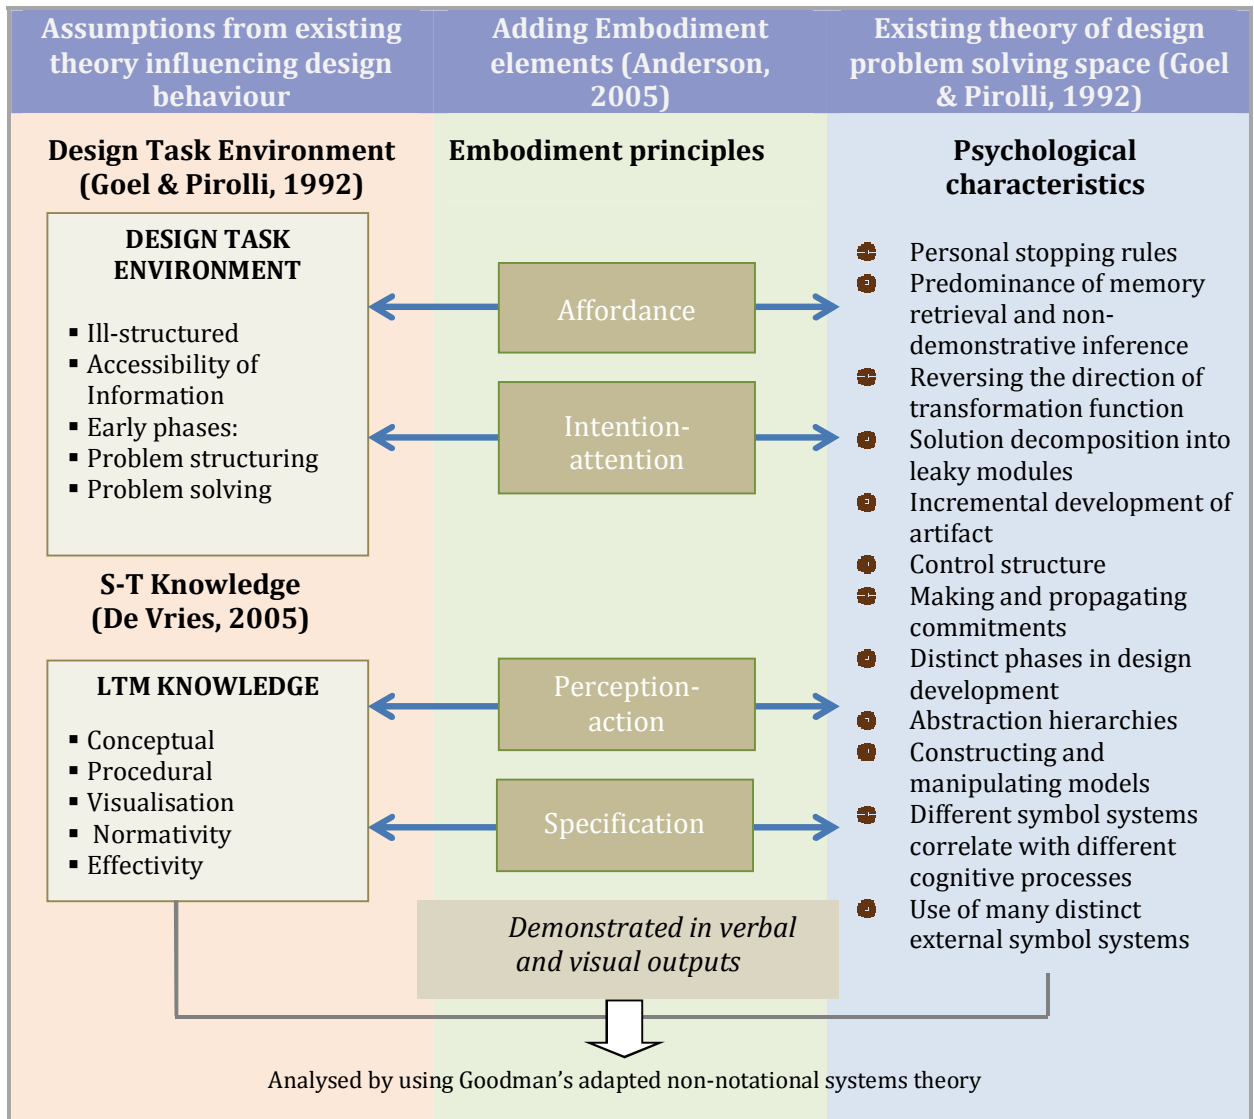 Assumptions from existing
theory influencing design
behaviour
Adding Embodiment
elements (Anderson,
2005)
Existing theory of design
problem solving space (Goel
& Pirolli, 1992)
Design Task Environment
(Goel & Pirolli, 1992)
DESIGN TASK
ENVIRONMENT
▪ Ill-structured
▪ Accessibility of
Information
▪ Early phases:
▪ Problem structuring
▪ Problem solving
S-T Knowledge
(De Vries, 2005)
LTM KNOWLEDGE
▪ Conceptual
▪ Procedural
▪ Visualisation
▪ Normativity
▪ Effectivity
Embodiment principles
Affordance
Intention-
attention
Perception-
action
Specification
Demonstrated in verbal
and visual outputs
Psychological
characteristics
Personal stopping rules
Predominance of memory
retrieval and non-
demonstrative inference
Reversing the direction of
transformation function
Solution decomposition into
leaky modules
Incremental development of
artifact
Control structure
Making and propagating
commitments
Distinct phases in design
development
Abstraction hierarchies
Constructing and
manipulating models
Different symbol systems
correlate with different
cognitive processes
Use of many distinct
external symbol systems
Analysed by using Goodman's adapted non-notational systems theory